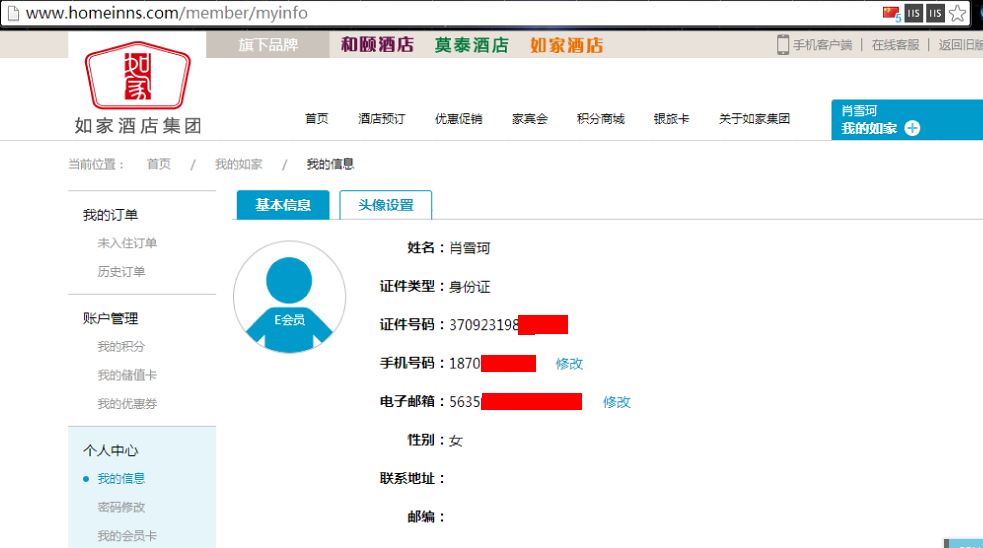 www.homeinns.com/member/myinfo
5 IIS IIS
旗下品牌 和颐酒店 莫泰酒店 如家酒店 手机客户端 | 在线客服 | 返回旧版
如家
如家酒店集团
首页 酒店预订 优惠促销 家宾会 积分商城 银旅卡 关于如家集团
肖雪珂
我的如家
当前位置： 首页 / 我的如家 / 我的信息
我的订单
未入住订单
历史订单
账户管理
我的积分
我的储值卡
我的优惠券
个人中心
我的信息
密码修改
我的会员卡
基本信息 头像设置
E会员
姓名：肖雪珂
证件类型：身份证
证件号码：370923198
手机号码：1870 修改
电子邮箱：5635 修改
性别：女
联系地址：
邮编：